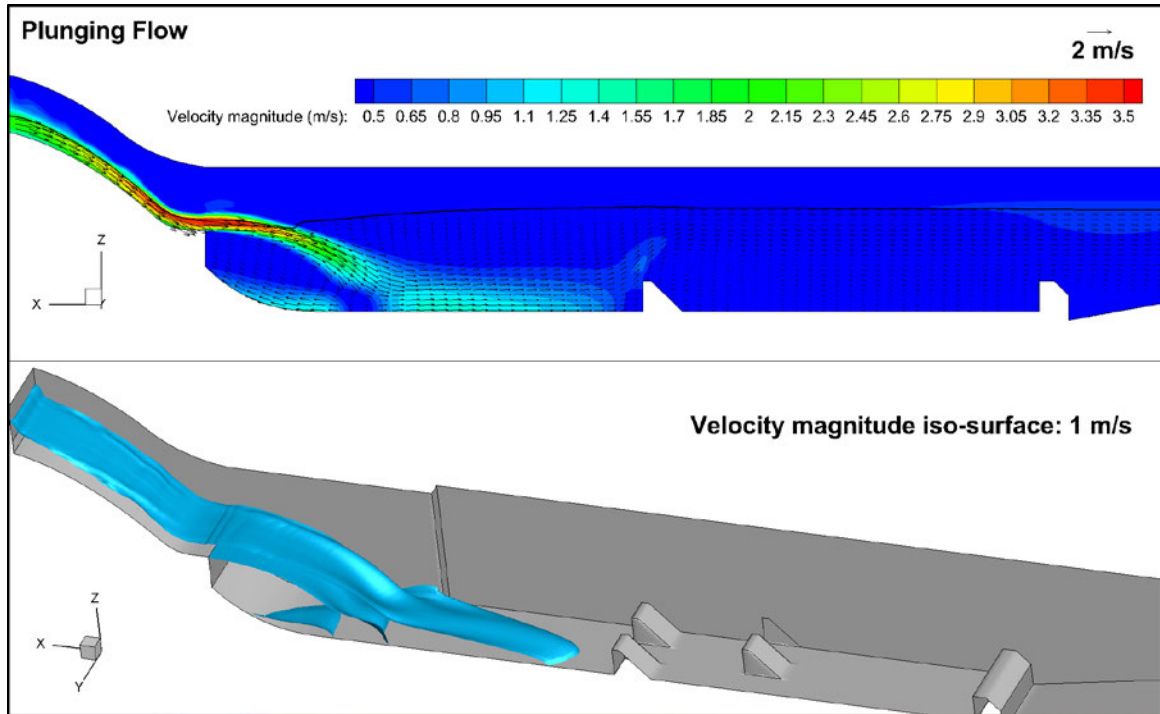 Plunging Flow
2 m/s
Velocity magnitude (m/s): 0.5 0.65 0.8 0.95 1.1 1.25 1.4 1.55 1.7 1.85 2 2.15 2.3 2.45 2.6 2.75 2.9 3.05 3.2 3.35 3.5
Z
X
Y
Velocity magnitude iso-surface: 1 m/s
Z
X
Y